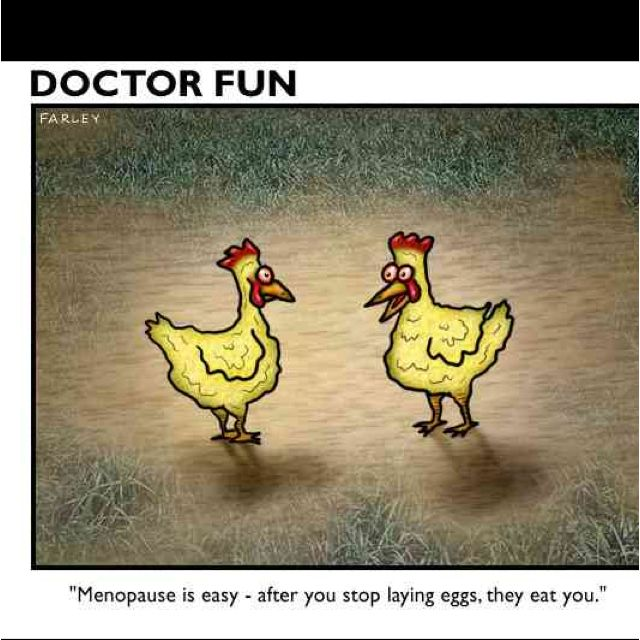 DOCTOR FUN
FARLEY
"Menopause is easy - after you stop laying eggs, they eat you."